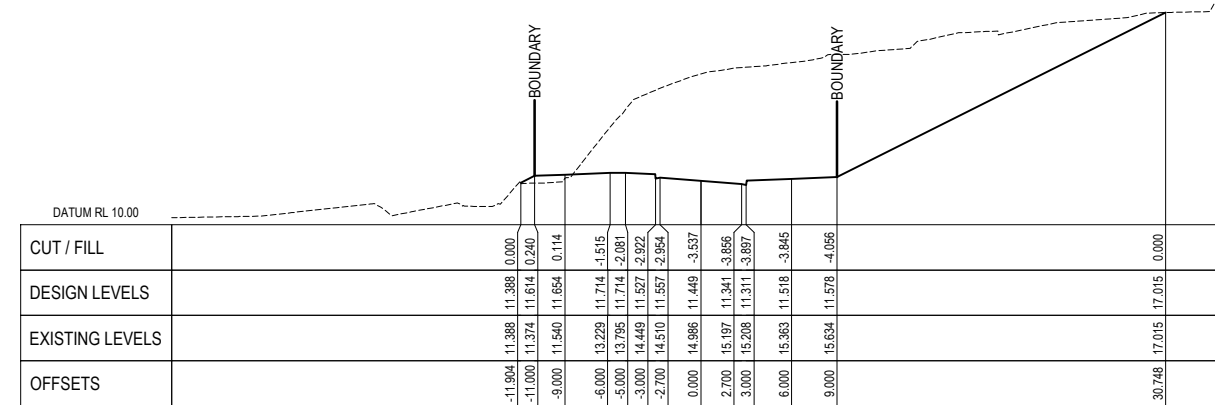 BOUNDARY
BOUNDARY
DATUM RL 10.00
CUT / FILL 0.000 0.240 0.114 -1.515 -2.081 -2.922 -2.954 -3.537 -3.856 -3.897 -3.845 -4.056 0.000
DESIGN LEVELS 11.388 11.614 11.654 11.714 11.714 11.527 11.557 11.449 11.341 11.311 11.518 11.578 17.015
EXISTING LEVELS 11.388 11.374 11.540 13.229 13.795 14.449 14.510 14.986 15.197 15.208 15.363 15.634 17.015
OFFSETS -11.904 -11.000 -9.000 -6.000 -5.000 -3.000 -2.700 0.000 2.700 3.000 6.000 9.000 30.748